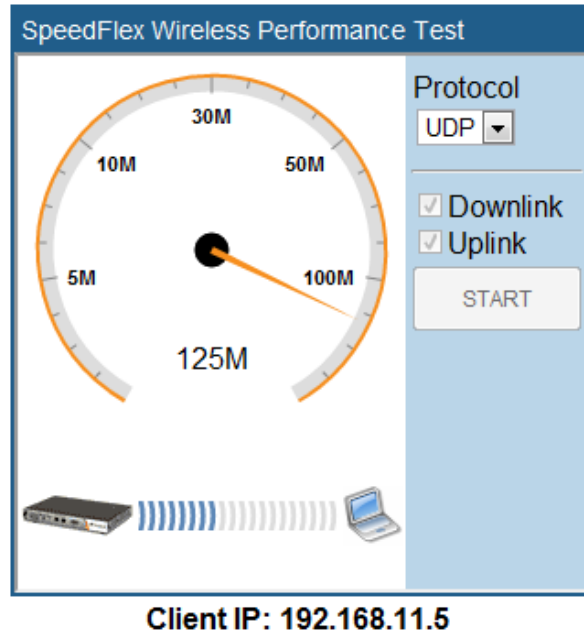 SpeedFlex Wireless Performance Test
Protocol
UDP
Downlink
Uplink
START
30M
10M
50M
5M
100M
125M
Client IP: 192.168.11.5